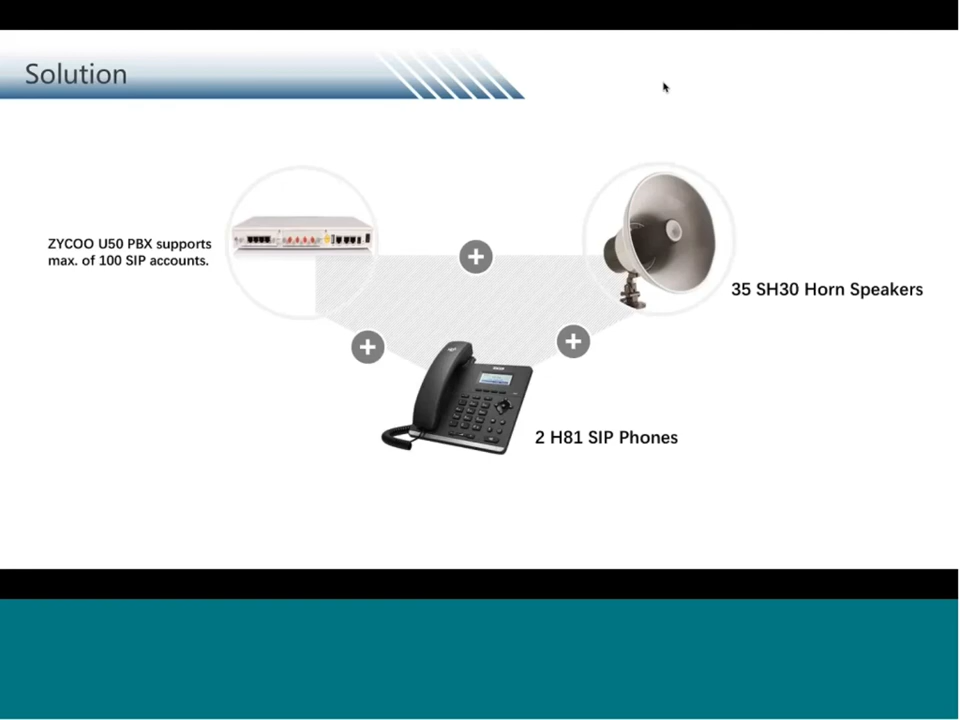 Solution
ZYCOO U50 PBX supports
max. of 100 SIP accounts.
35 SH30 Horn Speakers
2 H81 SIP Phones